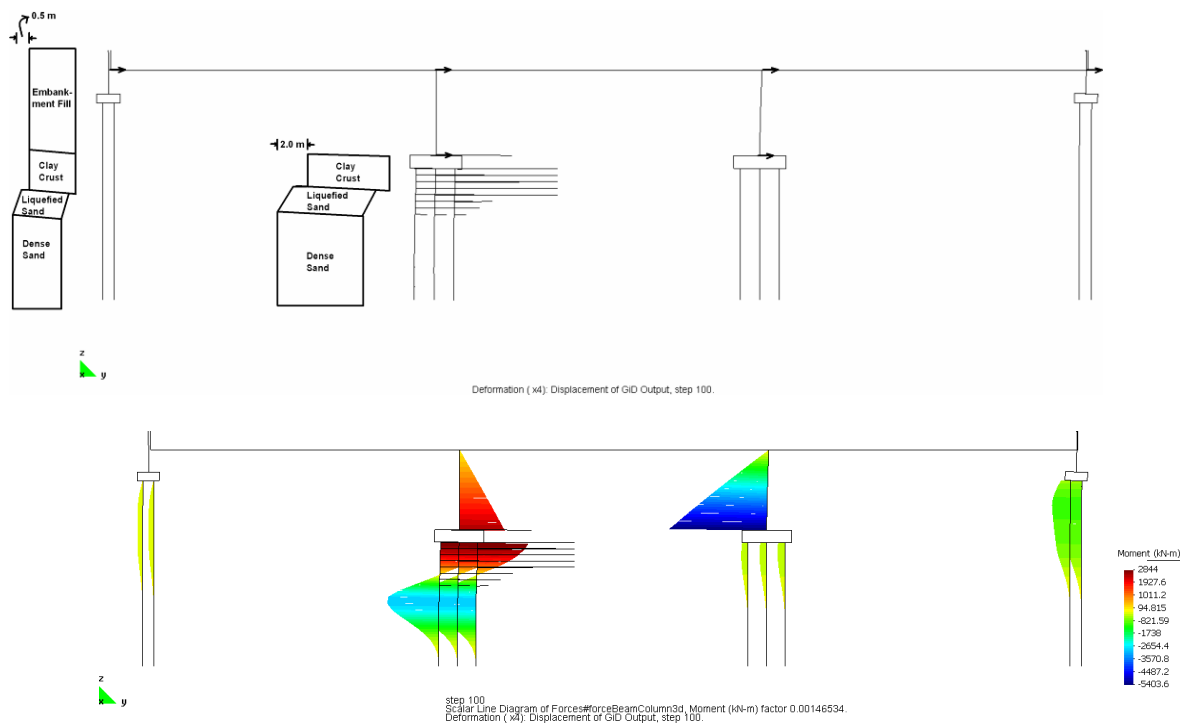 0.5 m
Embank-
ment Fill
Clay
Crust
Liquefied
Sand
Dense
Sand
2.0 m
Clay
Crust
Liquefied
Sand
Dense
Sand
z
x y
Deformation ( x4): Displacement of GiD Output, step 100.
Moment (kN-m)
2844
1927.6
1011.2
94.815
-821.59
-1738
-2654.4
-3570.8
-4487.2
-5403.6
z
x y
step 100
Scalar Line Diagram of Forces#forceBeamColumn3d, Moment (kN-m) factor 0.00146534.
Deformation ( x4): Displacement of GiD Output, step 100.